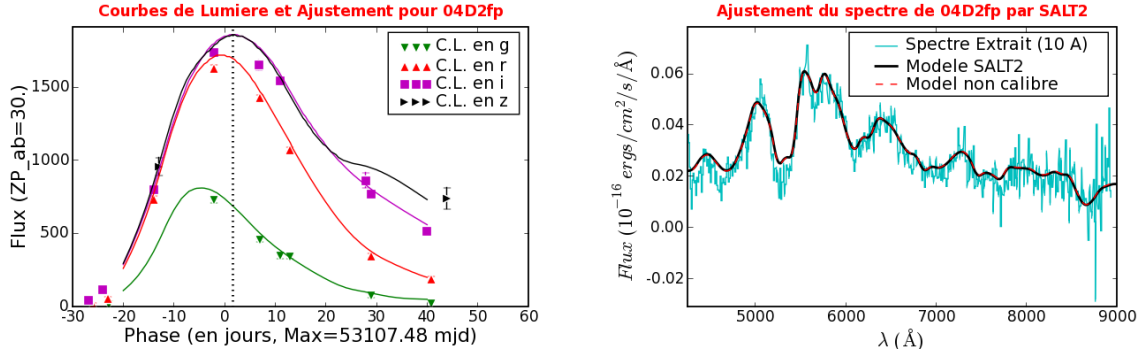 Courbes de Lumiere et Ajustement pour 04D2fp
C.L. en g
C.L. en r
C.L. en i
C.L. en z
Flux (ZP_ab=30.)
1500
1000
500
0
-30 -20 -10 0 10 20 30 40 50 60
Phase (en jours, Max=53107.48 mjd)
Ajustement du spectre de 04D2fp par SALT2
Spectre Extrait (10 A)
Modele SALT2
Model non calibre
Flux (10⁻¹⁶ ergs/cm²/s/Å)
0.06
0.04
0.02
0.00
-0.02
5000 6000 7000 8000 9000
λ (Å)